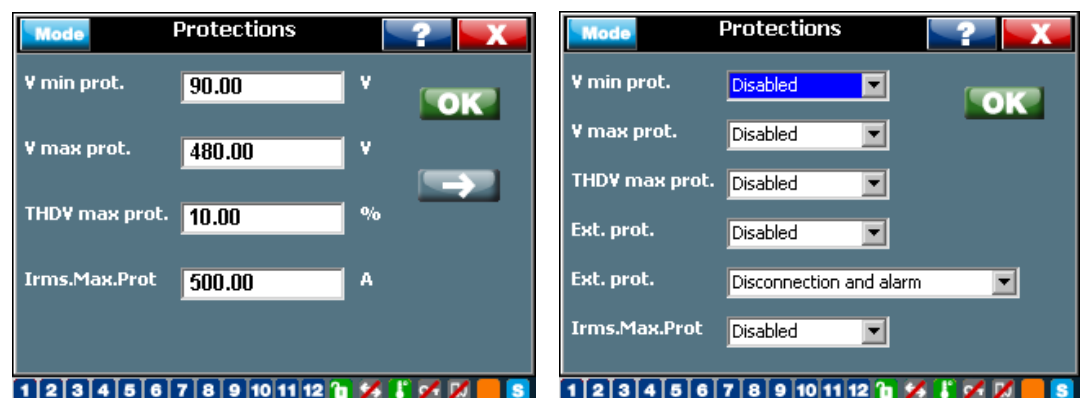 Mode Protections ? X
V min prot. 90.00 V
OK
V max prot. 480.00 V
THDV max prot. 10.00 %
Irms.Max.Prot 500.00 A
1 2 3 4 5 6 7 8 9 10 11 12 S
Mode Protections ? X
V min prot. Disabled
OK
V max prot. Disabled
THDV max prot. Disabled
Ext. prot. Disabled
Ext. prot. Disconnection and alarm
Irms.Max.Prot Disabled
1 2 3 4 5 6 7 8 9 10 11 12 S